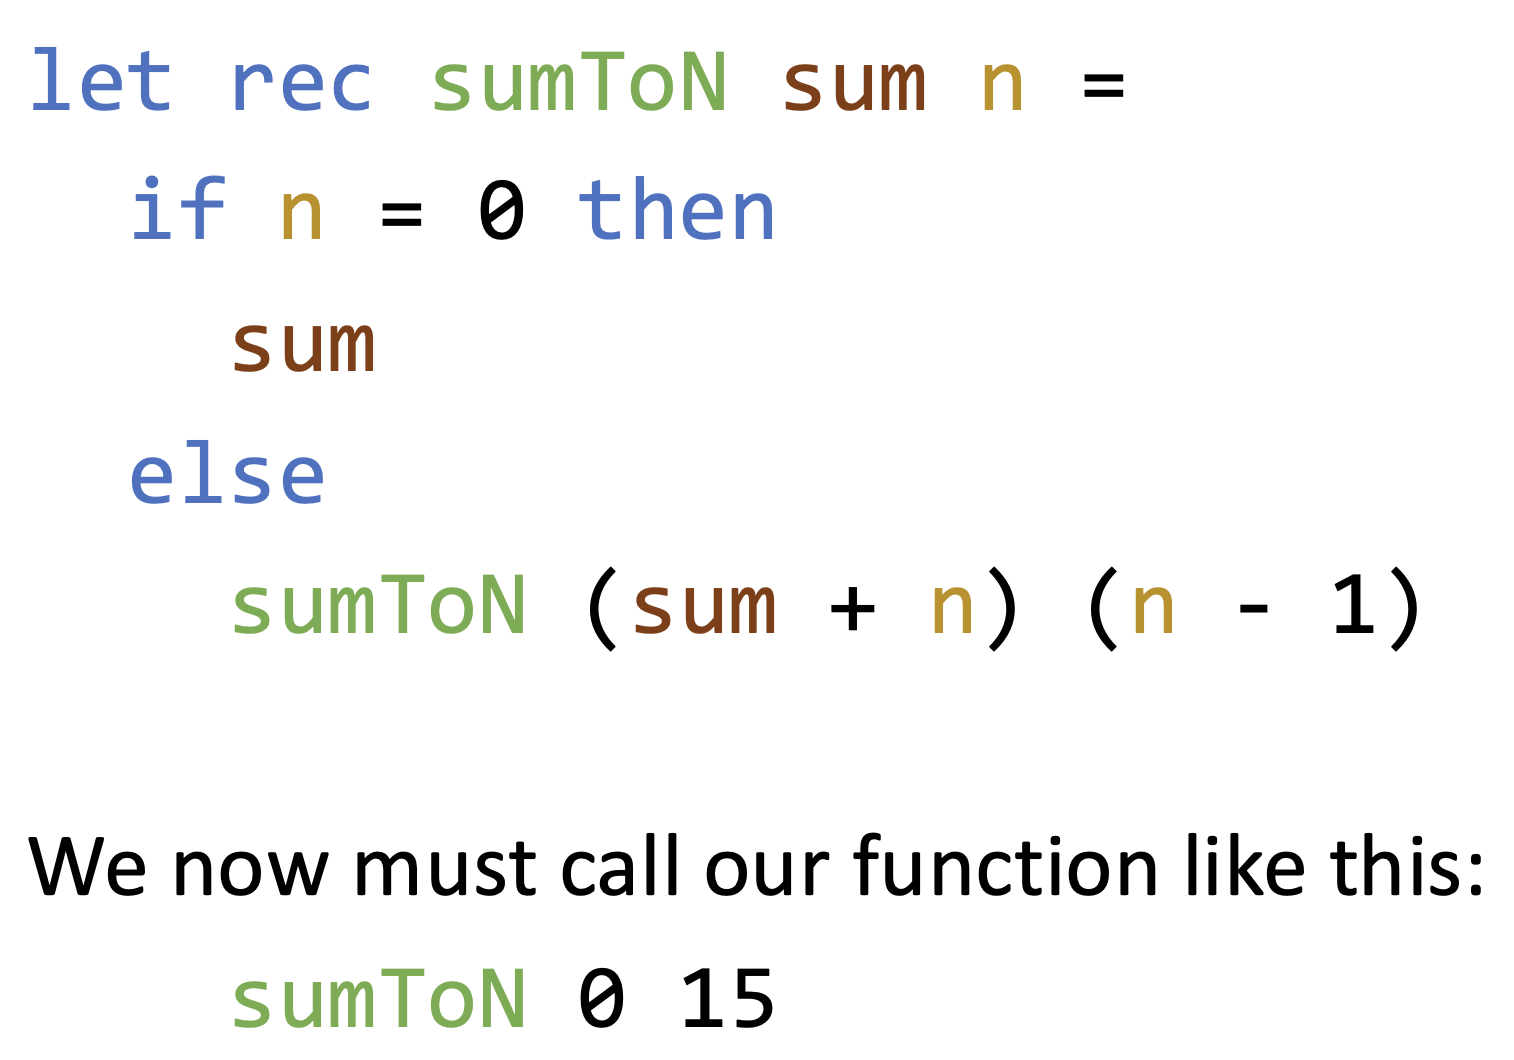 let rec sumToN sum n =
  if n = 0 then
    sum
  else
    sumToN (sum + n) (n - 1)
We now must call our function like this:
    sumToN 0 15